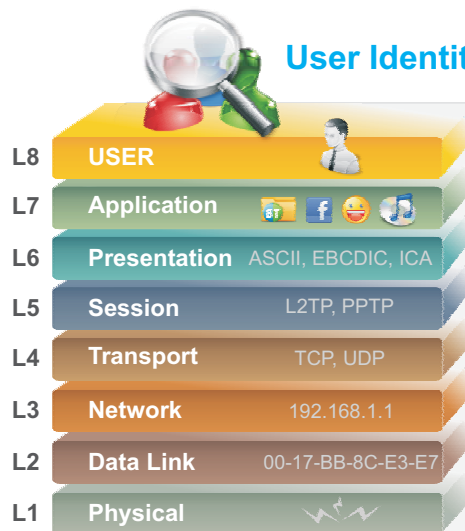 User Identit
L8 USER
L7 Application BT f
L6 Presentation ASCII, EBCDIC, ICA
L5 Session L2TP, PPTP
L4 Transport TCP, UDP
L3 Network 192.168.1.1
L2 Data Link 00-17-BB-8C-E3-E7
L1 Physical